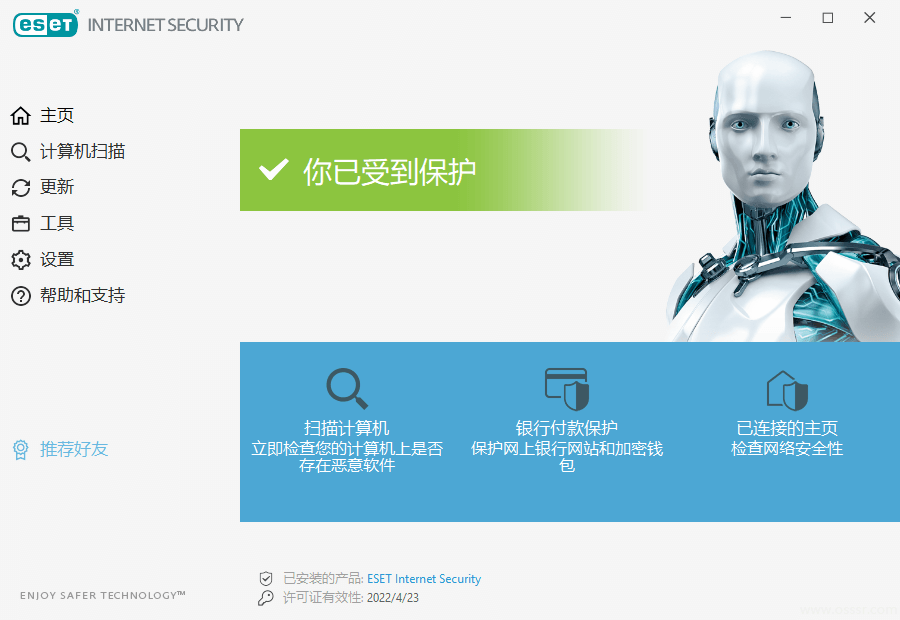 eseT® INTERNET SECURITY
主页
计算机扫描
更新
工具
设置
帮助和支持
推荐好友
ENJOY SAFER TECHNOLOGY™
你已受到保护
扫描计算机
立即检查您的计算机上是否
存在恶意软件
银行付款保护
保护网上银行网站和加密钱
包
已连接的主页
检查网络安全性
已安装的产品: ESET Internet Security
许可证有效性: 2022/4/23